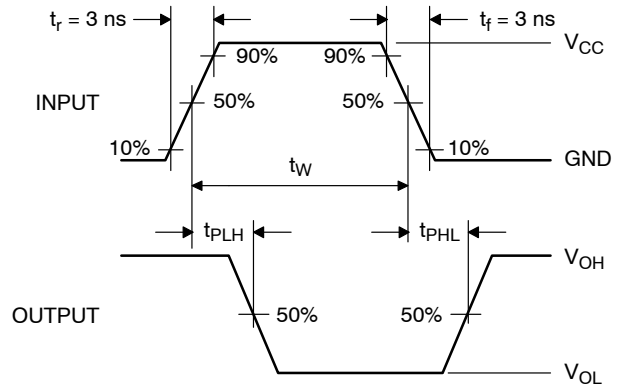 t_r = 3 ns
t_f = 3 ns
V_CC
90%
90%
INPUT
50%
50%
10%
10%
GND
t_W
t_PLH
t_PHL
V_OH
OUTPUT
50%
50%
V_OL